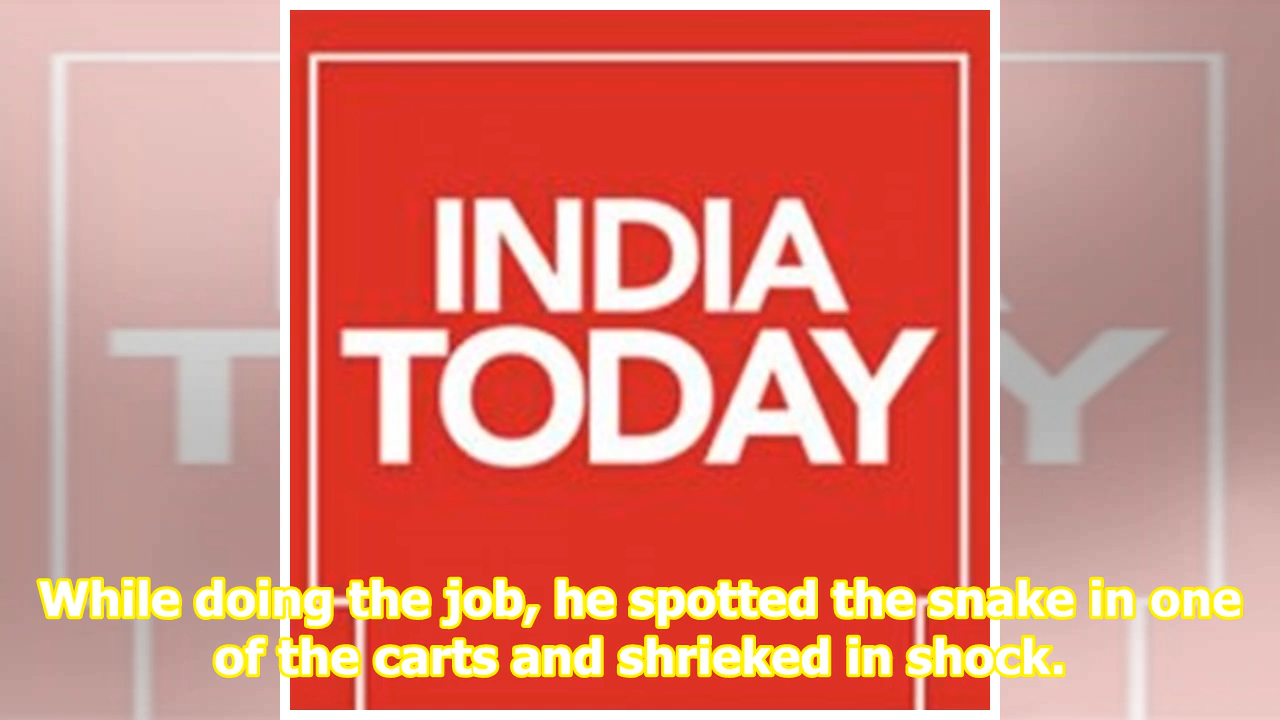 INDIA
TODAY
While doing the job, he spotted the snake in one
of the carts and shrieked in shock.